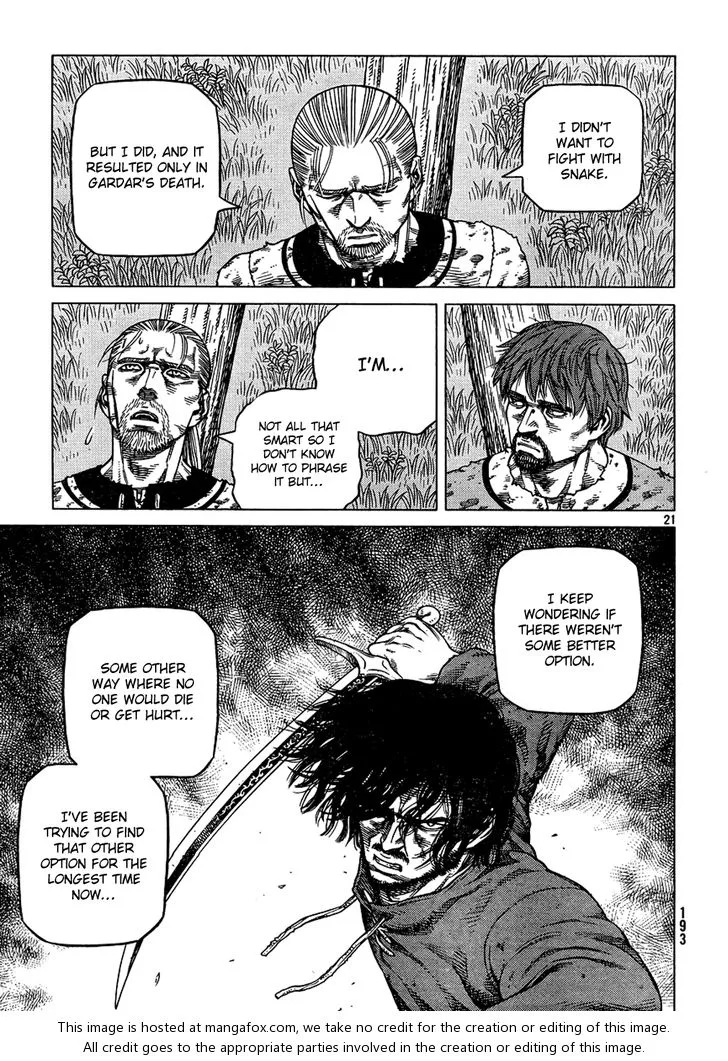 I DIDN'T
WANT TO
FIGHT WITH
SNAKE.
BUT I DID, AND IT
RESULTED ONLY IN
GARDAR'S DEATH.
I'M...
NOT ALL THAT
SMART SO I
DON'T KNOW
HOW TO PHRASE
IT BUT...
21
I KEEP
WONDERING IF
THERE WEREN'T
SOME BETTER
OPTION.
SOME OTHER
WAY WHERE NO
ONE WOULD DIE
OR GET HURT...
I'VE BEEN
TRYING TO FIND
THAT OTHER
OPTION FOR THE
LONGEST TIME
NOW...
193
This image is hosted at mangafox.com, we take no credit for the creation or editing of this image.
All credit goes to the appropriate parties involved in the creation or editing of this image.